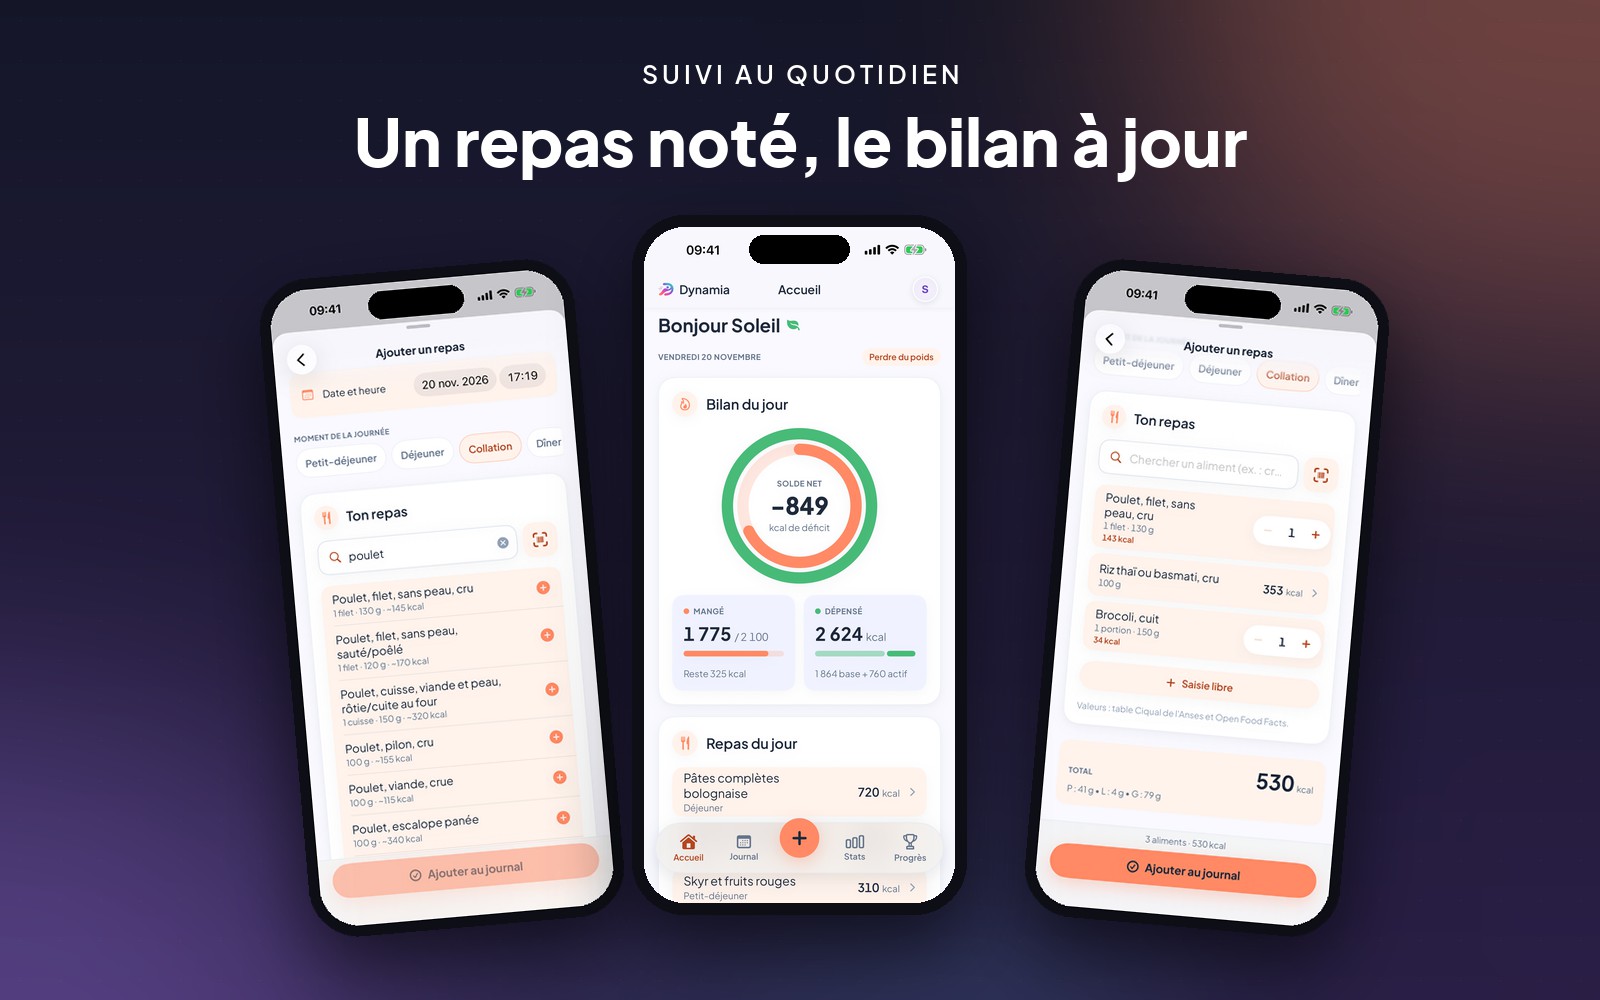 SUIVI AU QUOTIDIEN
Un repas noté, le bilan à jour
09:41
Ajouter un repas
Date et heure
20 nov. 2026
17:19
MOMENT DE LA JOURNÉE
Petit-déjeuner
Déjeuner
Collation
Dîner
Ton repas
poulet
Poulet, filet, sans peau, cru
1 filet · 130 g · ~145 kcal
Poulet, filet, sans peau,
sauté/poêlé
1 filet · 120 g · ~170 kcal
Poulet, cuisse, viande et peau,
rôtie/cuite au four
1 cuisse · 150 g · ~320 kcal
Poulet, pilon, cru
100 g · ~155 kcal
Poulet, viande, crue
100 g · ~115 kcal
Poulet, escalope panée
100 g · ~340 kcal
Ajouter au journal
09:41
Dynamia
Accueil
S
Bonjour Soleil
VENDREDI 20 NOVEMBRE
Perdre du poids
Bilan du jour
SOLDE NET
−849
kcal de déficit
MANGÉ
1 775 / 2 100
Reste 325 kcal
DÉPENSÉ
2 624 kcal
1 864 base + 760 actif
Repas du jour
Pâtes complètes
bolognaise
Déjeuner
720 kcal
Accueil
Journal
Stats
Progrès
Skyr et fruits rouges
Petit-déjeuner
310 kcal
09:41
Ajouter un repas
Petit-déjeuner
Déjeuner
Collation
Dîner
Ton repas
Chercher un aliment (ex. : cr...
Poulet, filet, sans
peau, cru
1 filet · 130 g
143 kcal
1
Riz thaï ou basmati, cru
100 g
353 kcal
Brocoli, cuit
1 portion · 150 g
34 kcal
1
Saisie libre
Valeurs : table Ciqual de l'Anses et Open Food Facts.
TOTAL
530 kcal
P : 41 g • L : 4 g • G : 79 g
3 aliments · 530 kcal
Ajouter au journal